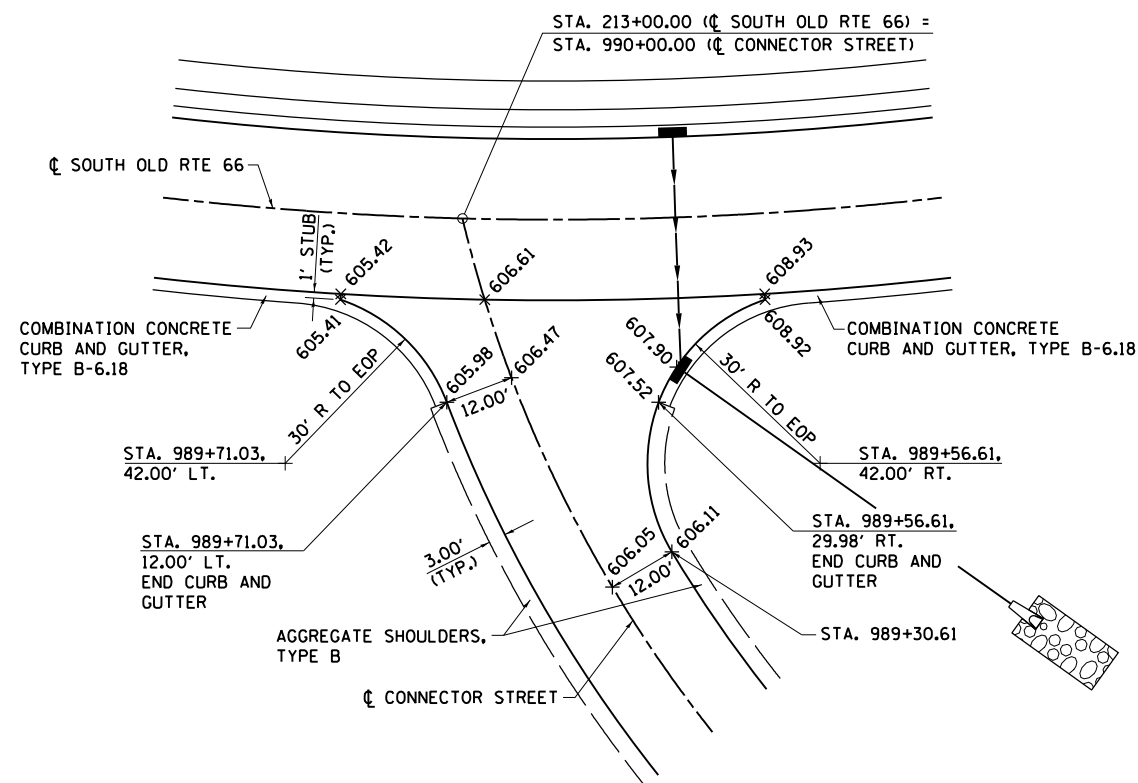 STA. 213+00.00 (℄ SOUTH OLD RTE 66) =
STA. 990+00.00 (℄ CONNECTOR STREET)
℄ SOUTH OLD RTE 66
1' STUB
(TYP.)
605.42
606.61
608.93
605.41
608.92
COMBINATION CONCRETE
CURB AND GUTTER,
TYPE B-6.18
COMBINATION CONCRETE
CURB AND GUTTER, TYPE B-6.18
605.98
606.47
12.00'
607.90
607.52
30' R TO EOP
30' R TO EOP
STA. 989+71.03,
42.00' LT.
STA. 989+56.61,
42.00' RT.
STA. 989+71.03,
12.00' LT.
END CURB AND
GUTTER
3.00'
(TYP.)
606.05
606.11
12.00'
STA. 989+56.61,
29.98' RT.
END CURB AND
GUTTER
AGGREGATE SHOULDERS,
TYPE B
STA. 989+30.61
℄ CONNECTOR STREET